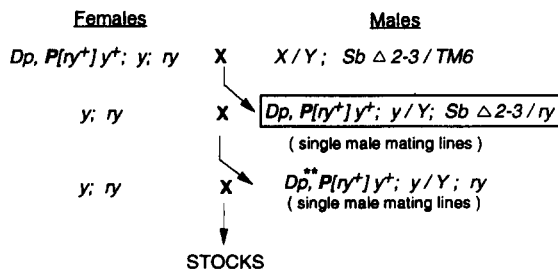 Females Males
Dp, P[ry+] y+; y; ry X X / Y ; Sb △ 2-3 / TM6
y; ry X Dp, P[ry+] y+; y / Y; Sb △ 2-3 / ry
( single male mating lines )
y; ry X Dp,** P[ry+] y+; y / Y ; ry
( single male mating lines )
STOCKS